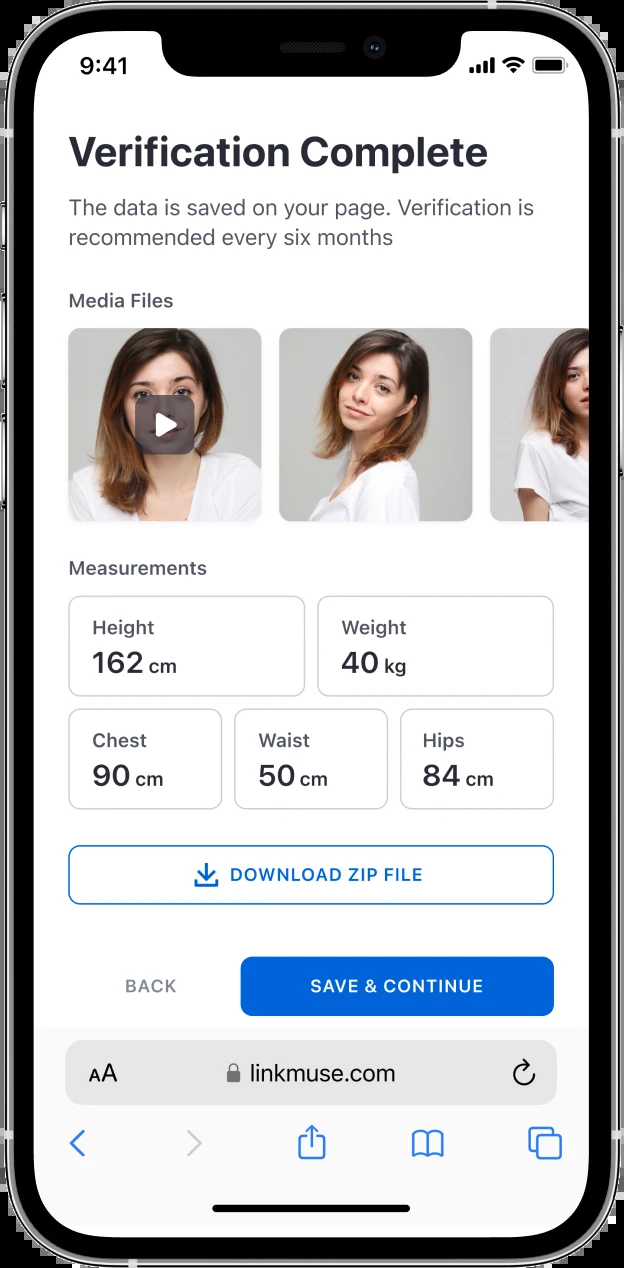 9:41
Verification Complete
The data is saved on your page. Verification is
recommended every six months
Media Files
Measurements
Height
162 cm
Weight
40 kg
Chest
90 cm
Waist
50 cm
Hips
84 cm
DOWNLOAD ZIP FILE
BACK
SAVE & CONTINUE
AA
linkmuse.com